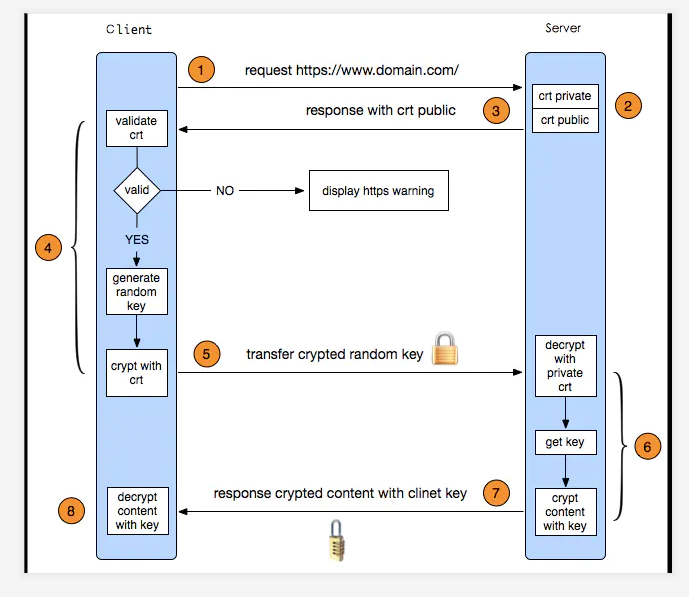 Client
Server
1
request https://www.domain.com/
crt private
2
response with crt public
3
crt public
validate
crt
valid
NO
display https warning
YES
4
generate
random
key
5
transfer crypted random key
decrypt
with
private
crt
crypt with
crt
get key
6
response crypted content with clinet key
7
8
decrypt
content
with key
crypt
content
with key